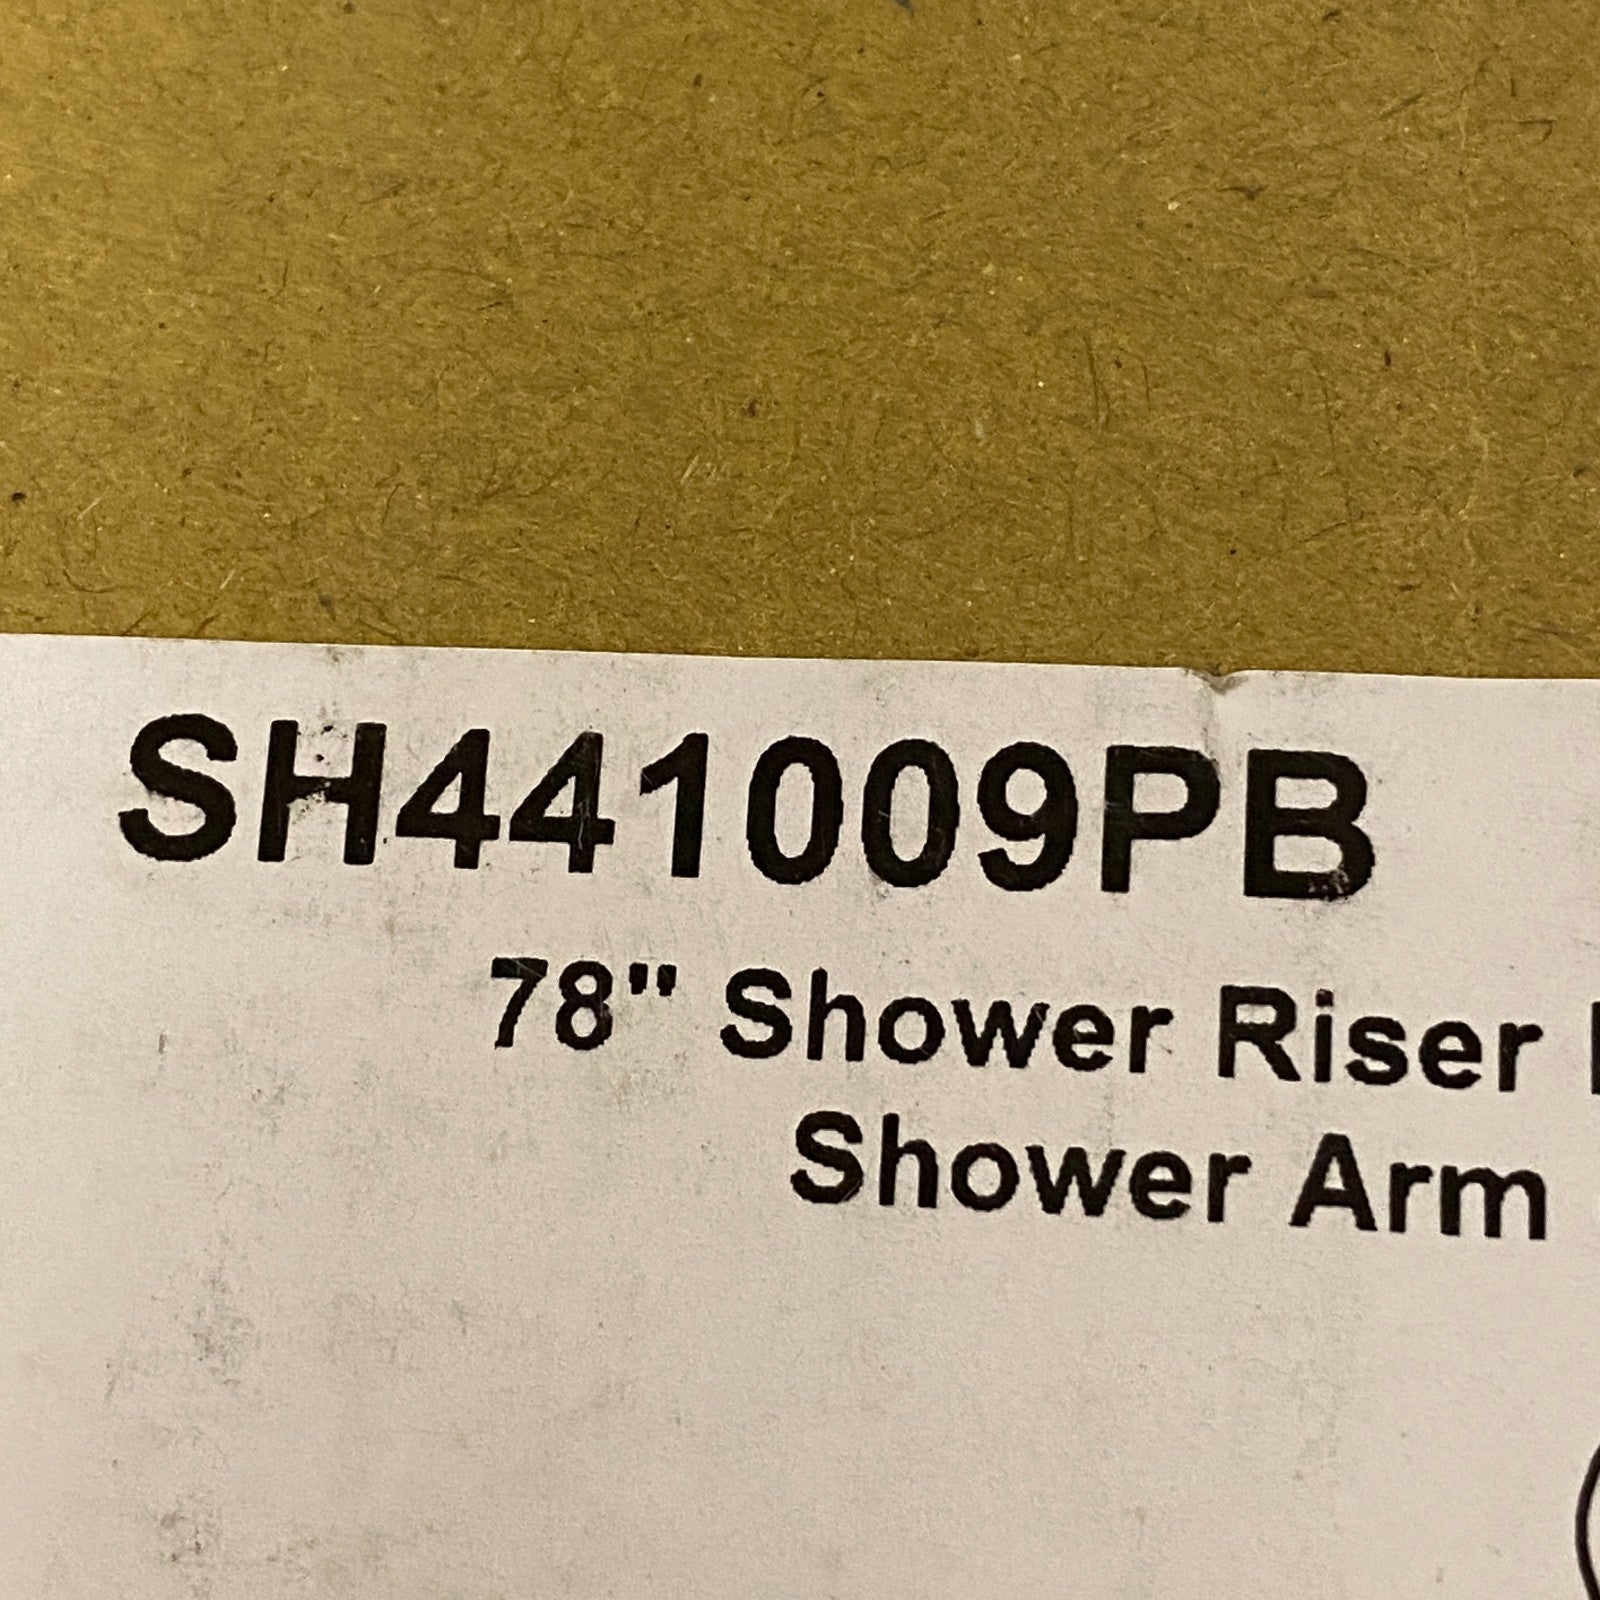 SH441009PB
78" Shower Riser
Shower Arm